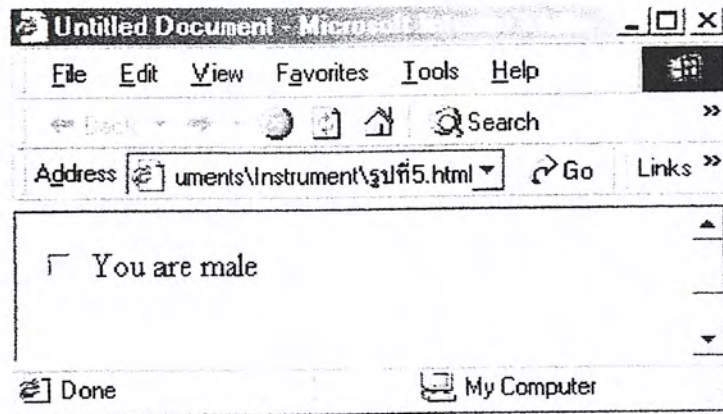 Untitled Document - Microsoft
File Edit View Favorites Tools Help
Back Search »
Address uments\Instrument\รูปที่5.html Go Links »
You are male
Done My Computer